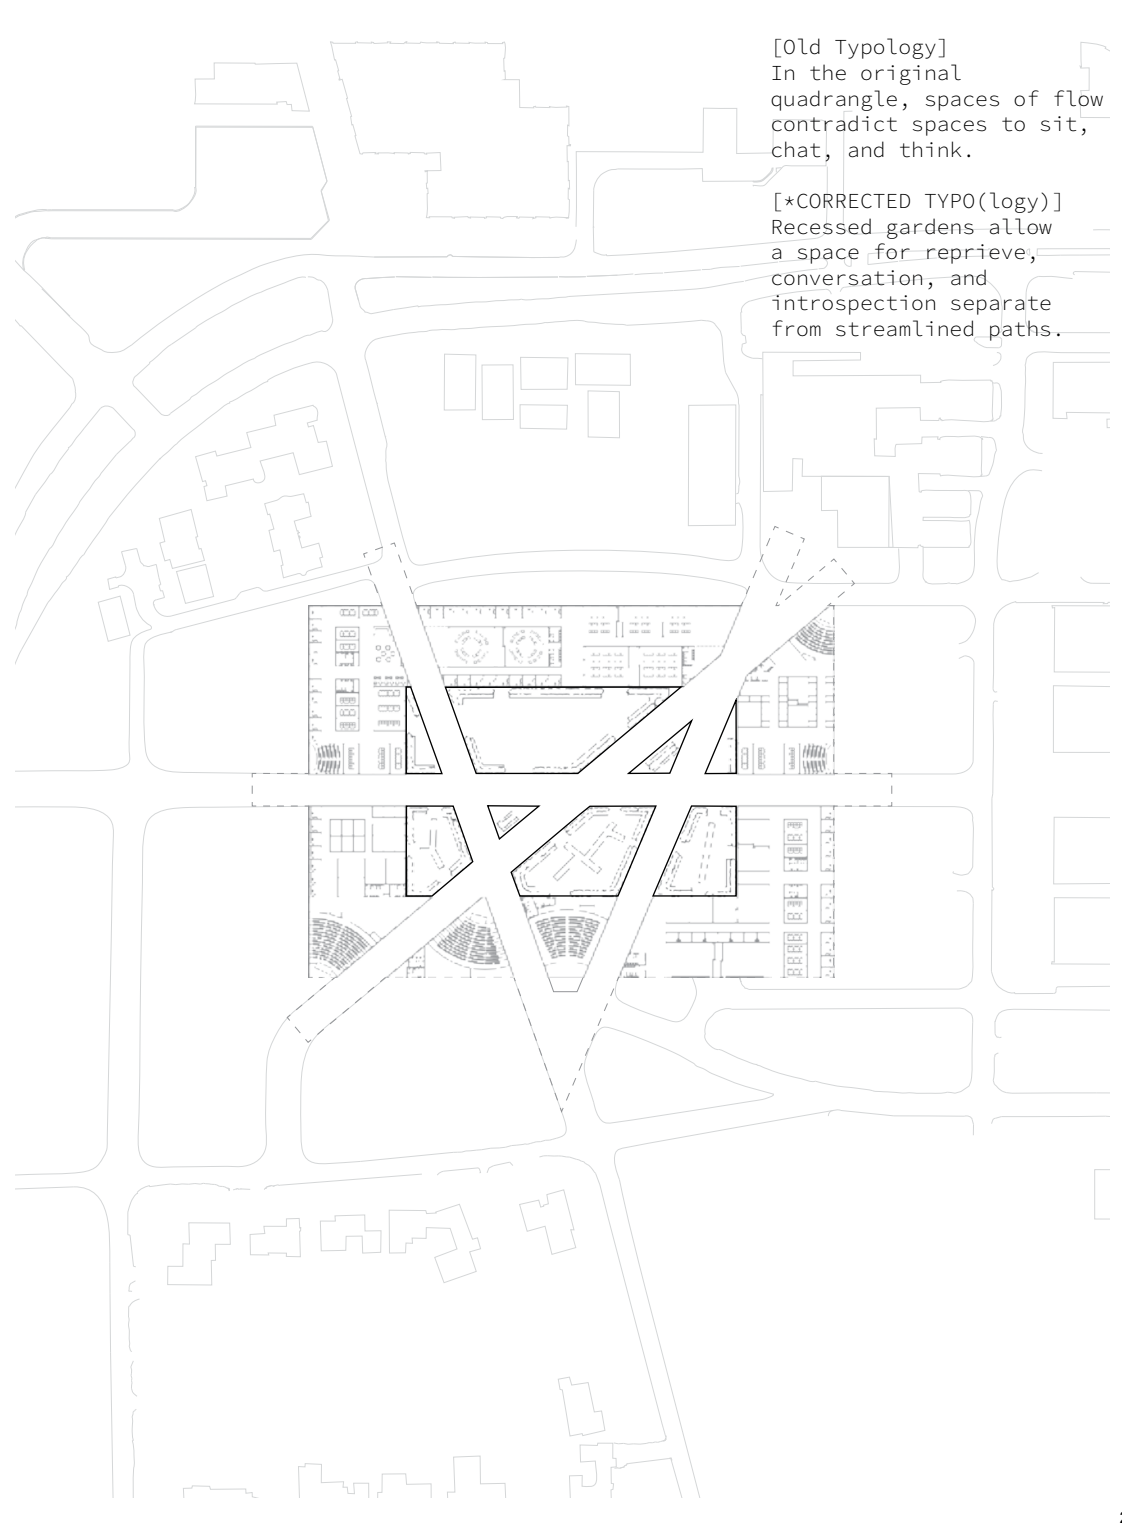 [Old Typology]
In the original
quadrangle, spaces of flow
contradict spaces to sit,
chat, and think.
[*CORRECTED TYPO(logy)]
Recessed gardens allow
a space for reprieve,
conversation, and
introspection separate
from streamlined paths.